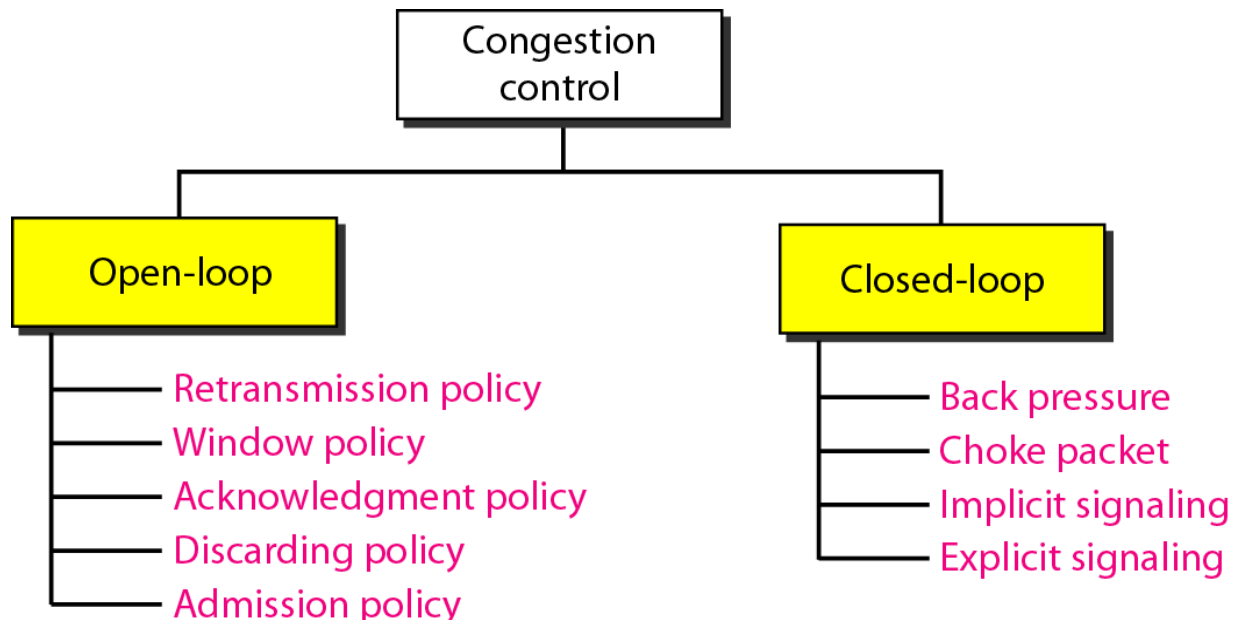 Congestion
control
Open-loop
Closed-loop
Retransmission policy
Window policy
Acknowledgment policy
Discarding policy
Admission policy
Back pressure
Choke packet
Implicit signaling
Explicit signaling